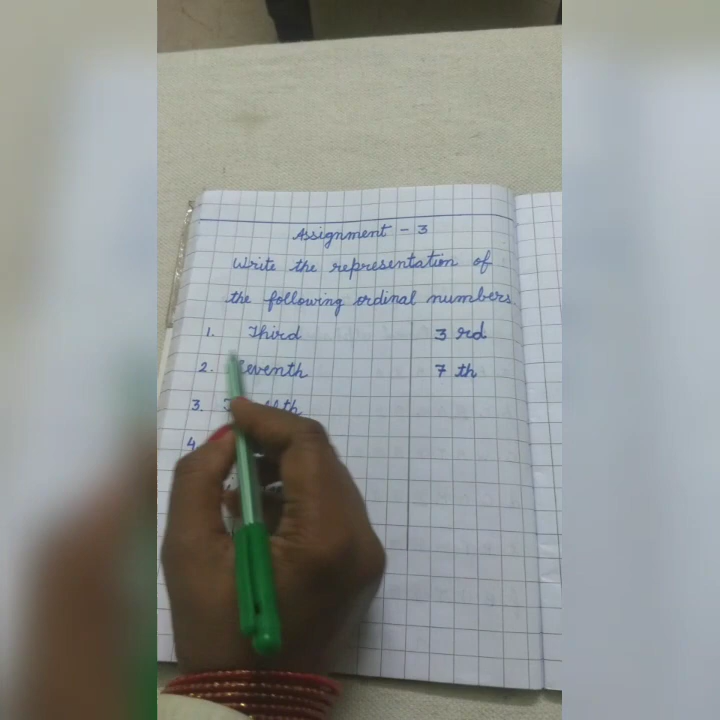 Assignment - 3
Write the representation of
the following ordinal numbers.
1. Third 3 rd
2. Seventh 7 th
3.
4.